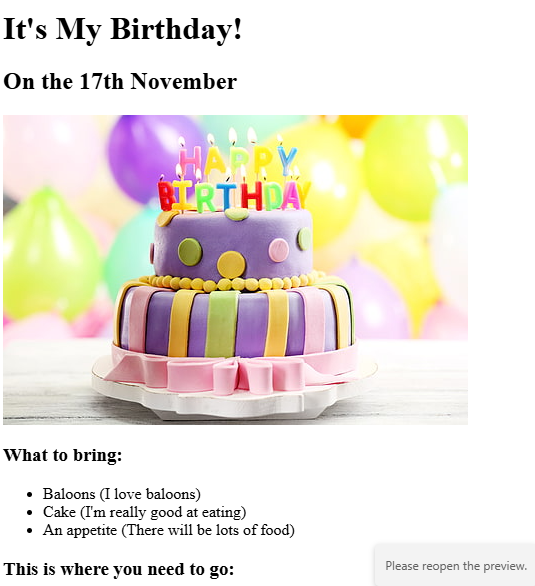 It's My Birthday!
On the 17th November
HAPPY
BIRTHDAY
What to bring:
Baloons (I love baloons)
Cake (I'm really good at eating)
An appetite (There will be lots of food)
This is where you need to go:
Please reopen the preview.